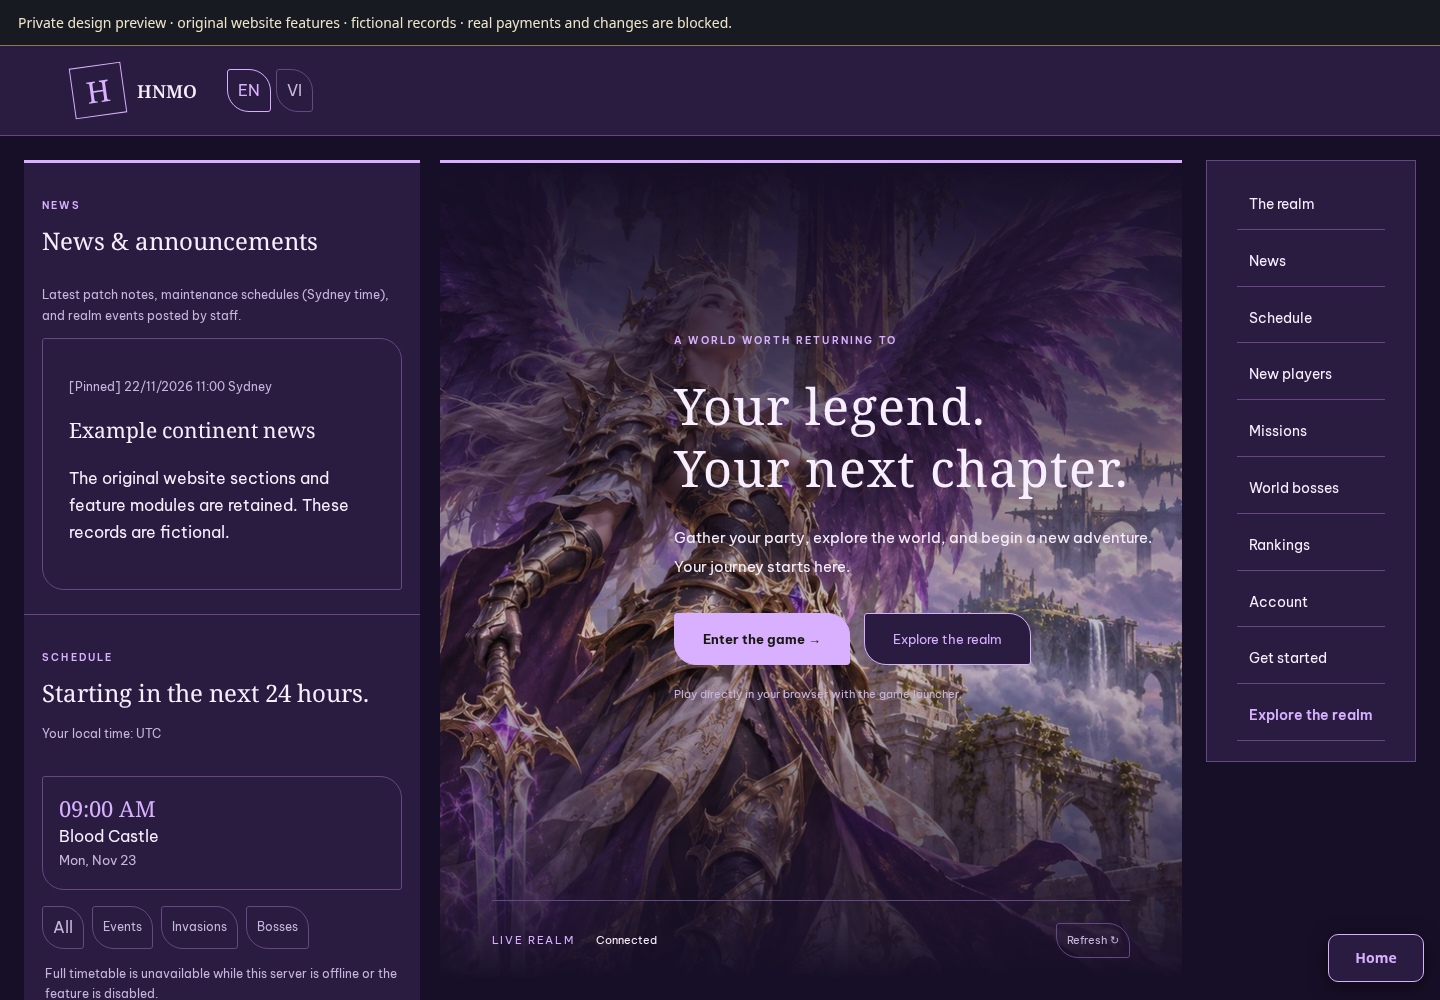 Private design preview · original website features · fictional records · real payments and changes are blocked.
H
HNMO
EN
VI
NEWS
News & announcements
Latest patch notes, maintenance schedules (Sydney time),
and realm events posted by staff.
[Pinned] 22/11/2026 11:00 Sydney
Example continent news
The original website sections and
feature modules are retained. These
records are fictional.
SCHEDULE
Starting in the next 24 hours.
Your local time: UTC
09:00 AM
Blood Castle
Mon, Nov 23
All
Events
Invasions
Bosses
Full timetable is unavailable while this server is offline or the
feature is disabled.
A WORLD WORTH RETURNING TO
Your legend.
Your next chapter.
Gather your party, explore the world, and begin a new adventure.
Your journey starts here.
Enter the game →
Explore the realm
Play directly in your browser with the game launcher.
LIVE REALM
Connected
Refresh ↻
The realm
News
Schedule
New players
Missions
World bosses
Rankings
Account
Get started
Explore the realm
Home